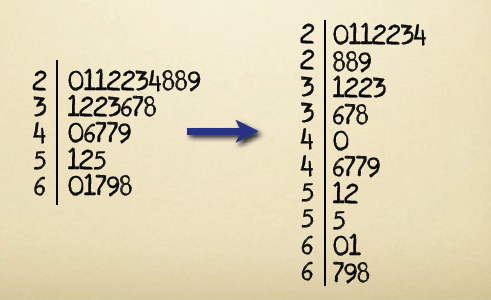 2 | 0112234889
3 | 1223678
4 | 06779
5 | 125
6 | 01798
2 | 0112234
2 | 889
3 | 1223
3 | 678
4 | 0
4 | 6779
5 | 12
5 | 5
6 | 01
6 | 798